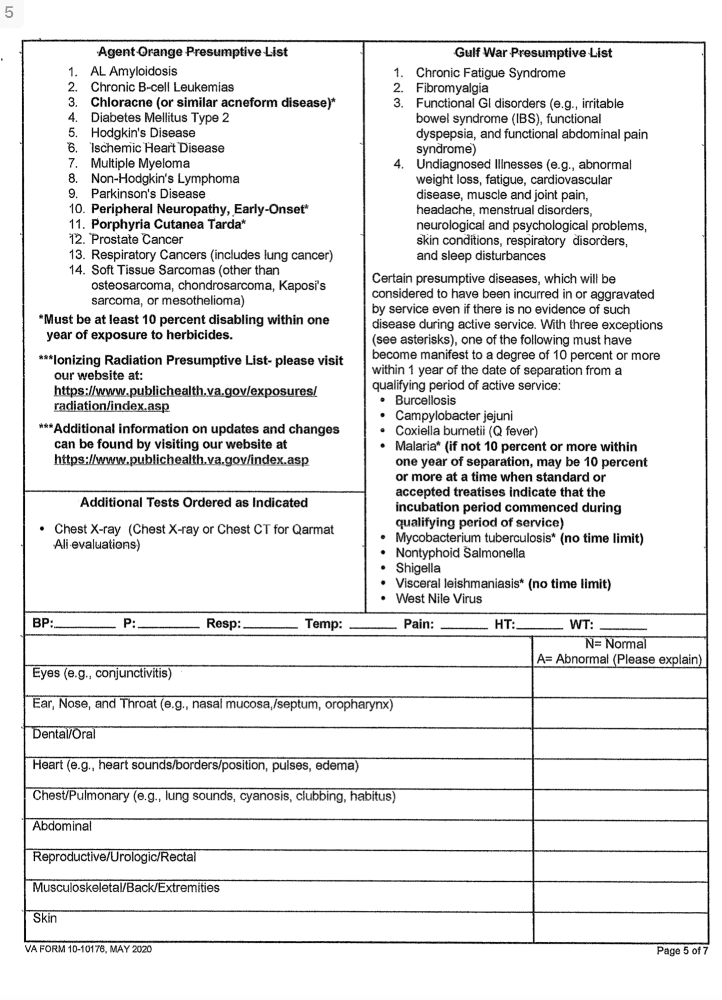 5
Agent Orange Presumptive List
1. AL Amyloidosis
2. Chronic B-cell Leukemias
3. Chloracne (or similar acneform disease)*
4. Diabetes Mellitus Type 2
5. Hodgkin's Disease
6. Ischemic Heart Disease
7. Multiple Myeloma
8. Non-Hodgkin's Lymphoma
9. Parkinson's Disease
10. Peripheral Neuropathy, Early-Onset*
11. Porphyria Cutanea Tarda*
12. Prostate Cancer
13. Respiratory Cancers (includes lung cancer)
14. Soft Tissue Sarcomas (other than
osteosarcoma, chondrosarcoma, Kaposi's
sarcoma, or mesothelioma)
*Must be at least 10 percent disabling within one
year of exposure to herbicides.
***Ionizing Radiation Presumptive List- please visit
our website at:
https://www.publichealth.va.gov/exposures/
radiation/index.asp
***Additional information on updates and changes
can be found by visiting our website at
https://www.publichealth.va.gov/index.asp
Additional Tests Ordered as Indicated
• Chest X-ray (Chest X-ray or Chest CT for Qarmat
Ali evaluations)
Gulf War Presumptive List
1. Chronic Fatigue Syndrome
2. Fibromyalgia
3. Functional GI disorders (e.g., irritable
bowel syndrome (IBS), functional
dyspepsia, and functional abdominal pain
syndrome)
4. Undiagnosed Illnesses (e.g., abnormal
weight loss, fatigue, cardiovascular
disease, muscle and joint pain,
headache, menstrual disorders,
neurological and psychological problems,
skin conditions, respiratory disorders,
and sleep disturbances
Certain presumptive diseases, which will be
considered to have been incurred in or aggravated
by service even if there is no evidence of such
disease during active service. With three exceptions
(see asterisks), one of the following must have
become manifest to a degree of 10 percent or more
within 1 year of the date of separation from a
qualifying period of active service:
• Burcellosis
• Campylobacter jejuni
• Coxiella burnetii (Q fever)
• Malaria* (if not 10 percent or more within
one year of separation, may be 10 percent
or more at a time when standard or
accepted treatises indicate that the
incubation period commenced during
qualifying period of service)
• Mycobacterium tuberculosis* (no time limit)
• Nontyphoid Salmonella
• Shigella
• Visceral leishmaniasis* (no time limit)
• West Nile Virus
BP:________ P:________ Resp:_______ Temp: ______ Pain: ______ HT:______ WT: ______
N= Normal
A= Abnormal (Please explain)
Eyes (e.g., conjunctivitis)
Ear, Nose, and Throat (e.g., nasal mucosa,/septum, oropharynx)
Dental/Oral
Heart (e.g., heart sounds/borders/position, pulses, edema)
Chest/Pulmonary (e.g., lung sounds, cyanosis, clubbing, habitus)
Abdominal
Reproductive/Urologic/Rectal
Musculoskeletal/Back/Extremities
Skin
VA FORM 10-10176, MAY 2020
Page 5 of 7